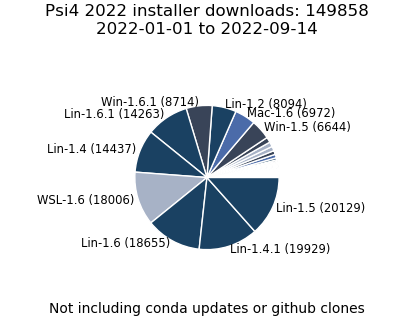 Psi4 2022 installer downloads: 149858
2022-01-01 to 2022-09-14
Win-1.6.1 (8714)
Lin-1.2 (8094)
Lin-1.6.1 (14263)
Mac-1.6 (6972)
Win-1.5 (6644)
Lin-1.4 (14437)
WSL-1.6 (18006)
Lin-1.5 (20129)
Lin-1.6 (18655)
Lin-1.4.1 (19929)
Not including conda updates or github clones